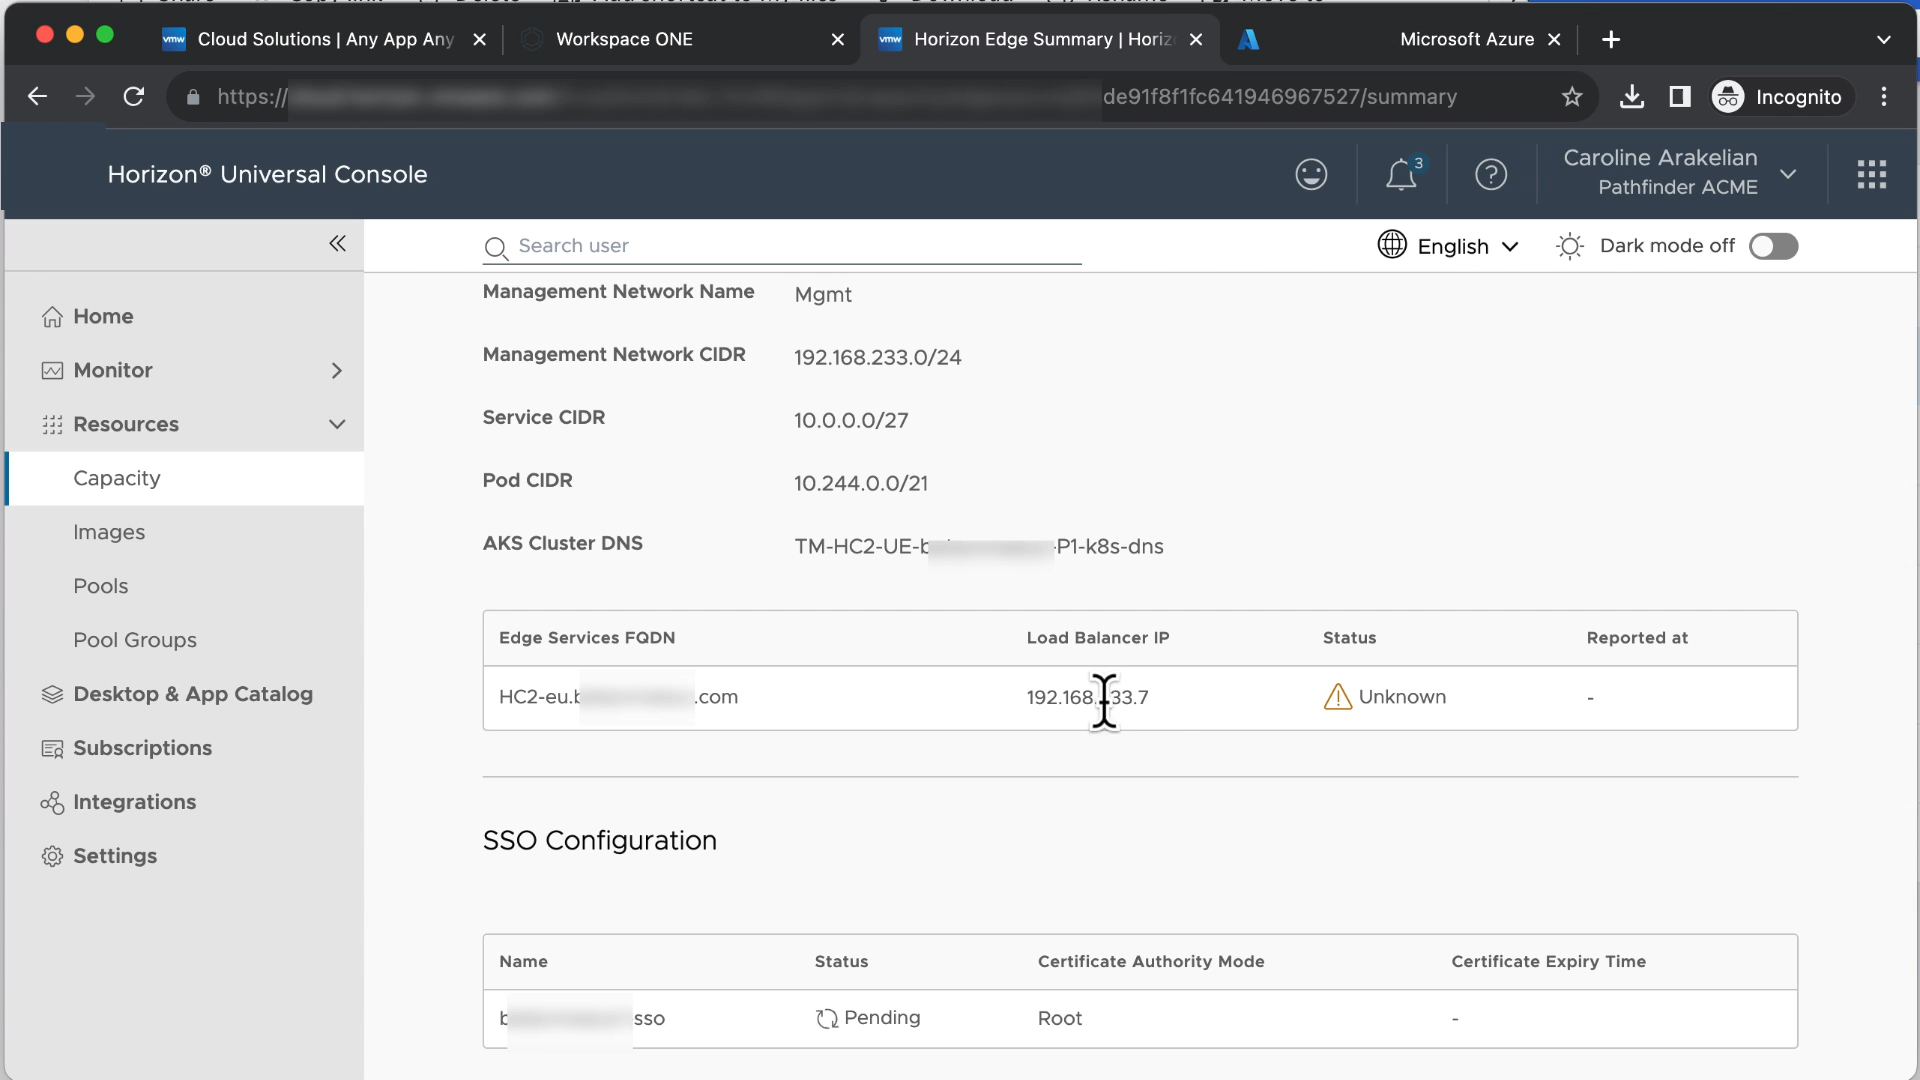 vmw Cloud Solutions | Any App Any
Workspace ONE
vmw Horizon Edge Summary | Horiz
Microsoft Azure
https://
de91f8f1fc641946967527/summary
Incognito
Horizon® Universal Console
3
Caroline Arakelian
Pathfinder ACME
Search user
English
Dark mode off
Home
Monitor
Resources
Capacity
Images
Pools
Pool Groups
Desktop & App Catalog
Subscriptions
Integrations
Settings
Management Network Name Mgmt
Management Network CIDR 192.168.233.0/24
Service CIDR 10.0.0.0/27
Pod CIDR 10.244.0.0/21
AKS Cluster DNS TM-HC2-UE-b -P1-k8s-dns
Edge Services FQDN Load Balancer IP Status Reported at
HC2-eu.b .com 192.168. 33.7 Unknown -
SSO Configuration
Name Status Certificate Authority Mode Certificate Expiry Time
b sso Pending Root -